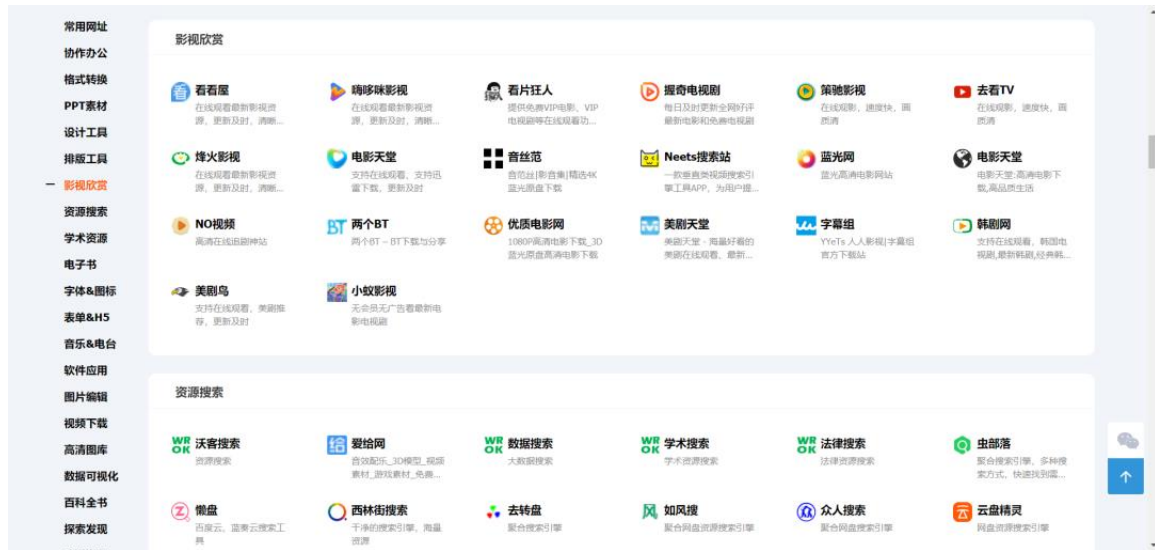 常用网址
协作办公
格式转换
PPT素材
设计工具
排版工具
影视欣赏
资源搜索
学术资源
电子书
字体&图标
表单&H5
音乐&电台
软件应用
图片编辑
视频下载
高清图库
数据可视化
百科全书
探索发现
影视欣赏
看看屋
在线观看最新影视资
源，更新及时，清晰...
嗨哆咪影视
在线观看最新影视资
源，更新及时，清晰...
看片狂人
提供免费VIP电影、VIP
电视剧等在线观看功...
握奇电视剧
每日及时更新全网好评
最新电影和免费电视剧
策驰影视
在线观影，速度快，画
质清
去看TV
在线观影，速度快，画
质清
烽火影视
在线观看最新影视资
源，更新及时，清晰...
电影天堂
支持在线观看、支持迅
雷下载，更新及时
音丝范
音范丝|影音集|精选4K
蓝光原盘下载
Neets搜索站
一款垂直类视频搜索引
擎工具APP，为用户提...
蓝光网
蓝光高清电影网站
电影天堂
电影天堂:高清电影下
载,高品质生活
NO视频
高清在线追剧神站
两个BT
两个BT – BT下载与分享
优质电影网
1080P高清电影下载_3D
蓝光原盘高清电影下载
美剧天堂
美剧天堂 - 海量好看的
美剧在线观看，最新...
字幕组
YYeTs 人人影视|字幕组
官方下载站
韩剧网
支持在线观看，韩国电
视剧,最新韩剧,经典韩...
美剧鸟
支持在线观看，美剧推
荐，更新及时
小蚁影视
无会员无广告看最新电
影电视剧
资源搜索
沃客搜索
资源搜索
爱给网
音效配乐_3D模型_视频
素材_游戏素材_免费...
数据搜索
大数据搜索
学术搜索
学术资源搜索
法律搜索
法律资源搜索
虫部落
聚合搜索引擎，多种搜
索方式，快速找到需...
懒盘
百度云、蓝奏云搜索工
具
西林街搜索
干净的搜索引擎，海量
资源
去转盘
聚合搜索引擎
如风搜
聚合网盘资源搜索引擎
众人搜索
聚合网盘搜索引擎
云盘精灵
网盘资源搜索引擎